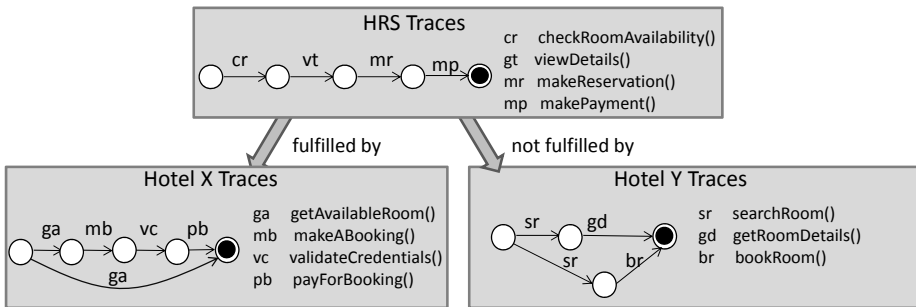 HRS Traces
cr vt mr mp
cr checkRoomAvailability()
gt viewDetails()
mr makeReservation()
mp makePayment()
fulfilled by
not fulfilled by
Hotel X Traces
ga mb vc pb
ga
ga getAvailableRoom()
mb makeABooking()
vc validateCredentials()
pb payForBooking()
Hotel Y Traces
sr gd
sr br
sr searchRoom()
gd getRoomDetails()
br bookRoom()